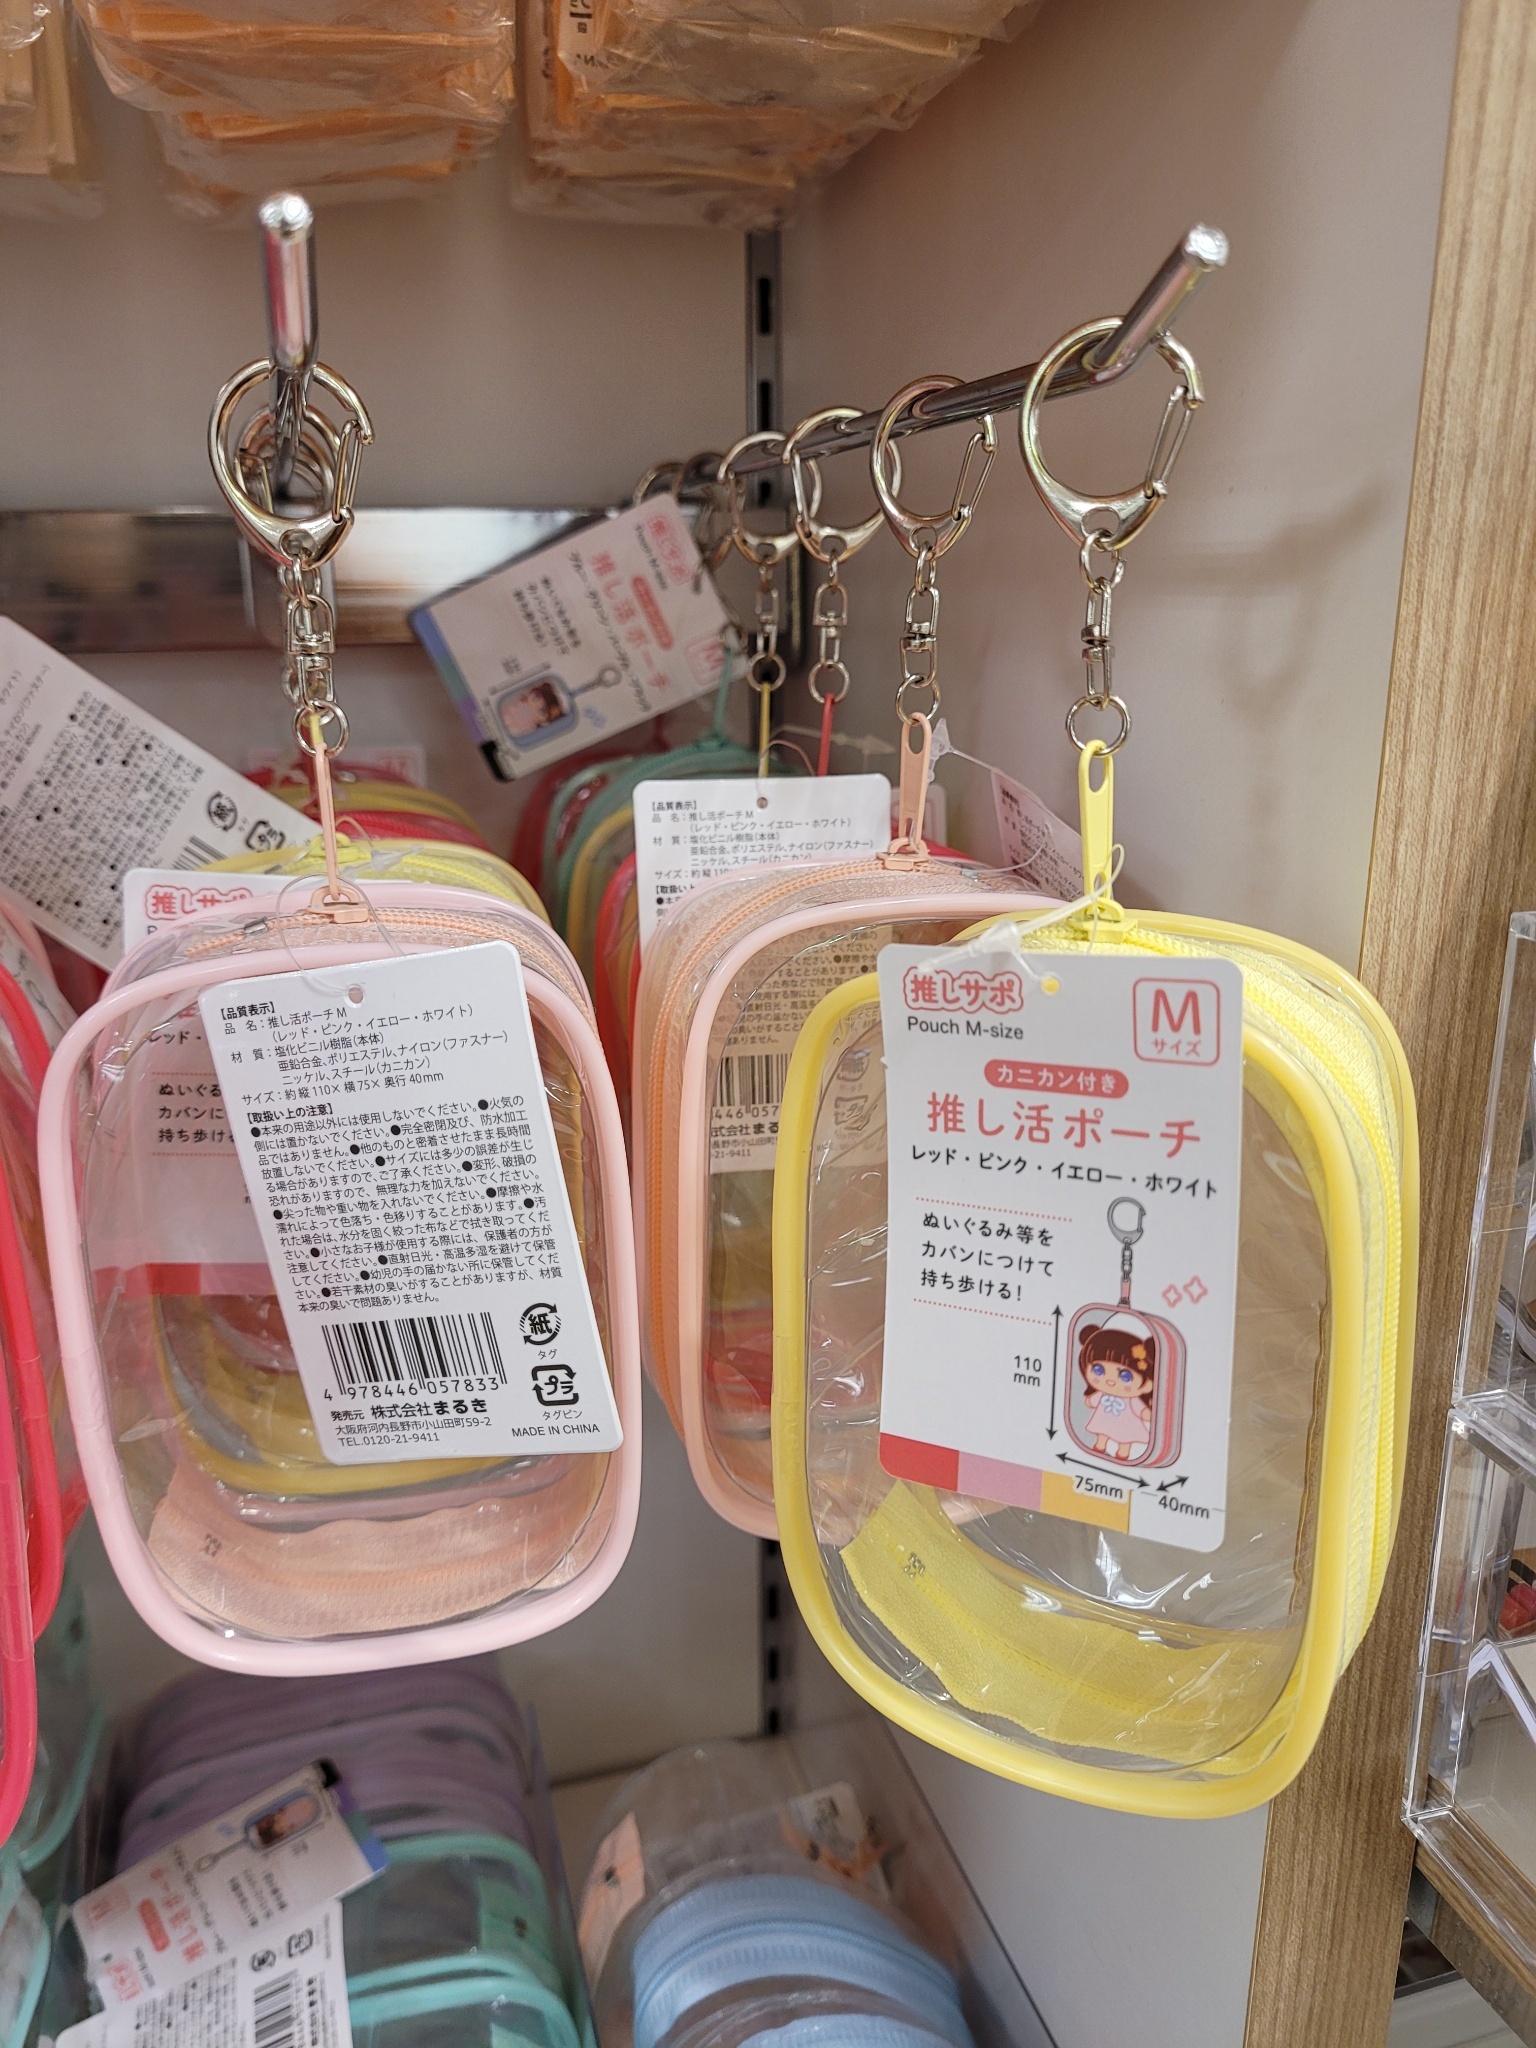 【品質表示】
品　名：推し活ポーチ M
（レッド・ピンク・イエロー・ホワイト）
材　質：塩化ビニル樹脂（本体）
亜鉛合金、ポリエステル、ナイロン（ファスナー）
ニッケル、スチール（カニカン）
サイズ：約 縦 110× 横 75× 奥行 40mm
【取扱い上の注意】
●本来の用途以外には使用しないでください。●火気の
側には置かないでください。●完全密閉及び、防水加工
品ではありません。●他のものと密着させたまま長時間
放置しないでください。●サイズには多少の誤差が生じ
る場合がありますので、ご了承ください。●変形、破損の
恐れがありますので、無理な力を加えないでください。
●尖った物や重い物を入れないでください。●摩擦や水
濡れによって色落ち・色移りすることがあります。●汚
れた場合は、水分を固く絞った布などで拭き取ってくだ
さい。●小さなお子様が使用する際には、保護者の方が
注意してください。●直射日光・高温多湿を避けて保管
してください。●幼児の手の届かない所に保管してくだ
さい。●若干素材の臭いがすることがありますが、材質
本来の臭いで問題ありません。
4 978446 057833
紙
タグ
プラ
タグピン
発売元 株式会社まるき
大阪府河内長野市小山田町59-2
TEL.0120-21-9411
MADE IN CHINA
推しサポ
ぬいぐる
カバンに
持ち歩け
【品質表示】
品　名：推し活ポーチ M
（レッド・ピンク・イエロー・ホワイト）
材　質：塩化ビニル樹脂（本体）
亜鉛合金、ポリエステル、ナイロン（ファスナー）
ニッケル、スチール（カニカン）
サイズ：約 縦 110
推しサポ
Pouch M-size
M
サイズ
カニカン付き
推し活ポーチ
レッド・ピンク・イエロー・ホワイト
ぬいぐるみ等を
カバンにつけて
持ち歩ける！
110
mm
75mm
40mm
推しサポ
Pouch M-size
推し活ポーチ
M